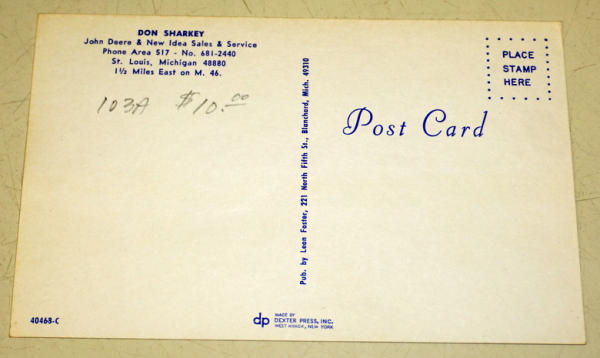 DON SHARKEY
John Deere & New Idea Sales & Service
Phone Area 517 - No. 681-2440
St. Louis, Michigan 48880
1½ Miles East on M. 46.
103A $10.00
Pub. by Leon Foster, 221 North Fifth St., Blanchard, Mich. 49310
PLACE
STAMP
HERE
Post Card
40468-C
dp
MADE BY
DEXTER PRESS, INC.
WEST NYACK, NEW YORK